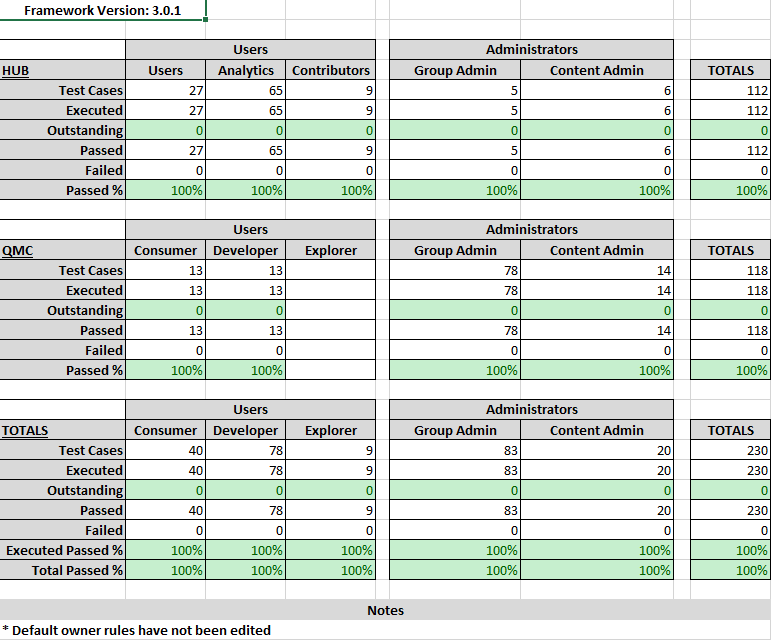 Framework Version: 3.0.1
Users Administrators
HUB Users Analytics Contributors Group Admin Content Admin TOTALS
Test Cases 27 65 9 5 6 112
Executed 27 65 9 5 6 112
Outstanding 0 0 0 0 0 0
Passed 27 65 9 5 6 112
Failed 0 0 0 0 0 0
Passed % 100% 100% 100% 100% 100% 100%
Users Administrators
QMC Consumer Developer Explorer Group Admin Content Admin TOTALS
Test Cases 13 13 78 14 118
Executed 13 13 78 14 118
Outstanding 0 0 0 0 0
Passed 13 13 78 14 118
Failed 0 0 0 0 0
Passed % 100% 100% 100% 100% 100%
Users Administrators
TOTALS Consumer Developer Explorer Group Admin Content Admin TOTALS
Test Cases 40 78 9 83 20 230
Executed 40 78 9 83 20 230
Outstanding 0 0 0 0 0 0
Passed 40 78 9 83 20 230
Failed 0 0 0 0 0 0
Executed Passed % 100% 100% 100% 100% 100% 100%
Total Passed % 100% 100% 100% 100% 100% 100%
Notes
* Default owner rules have not been edited